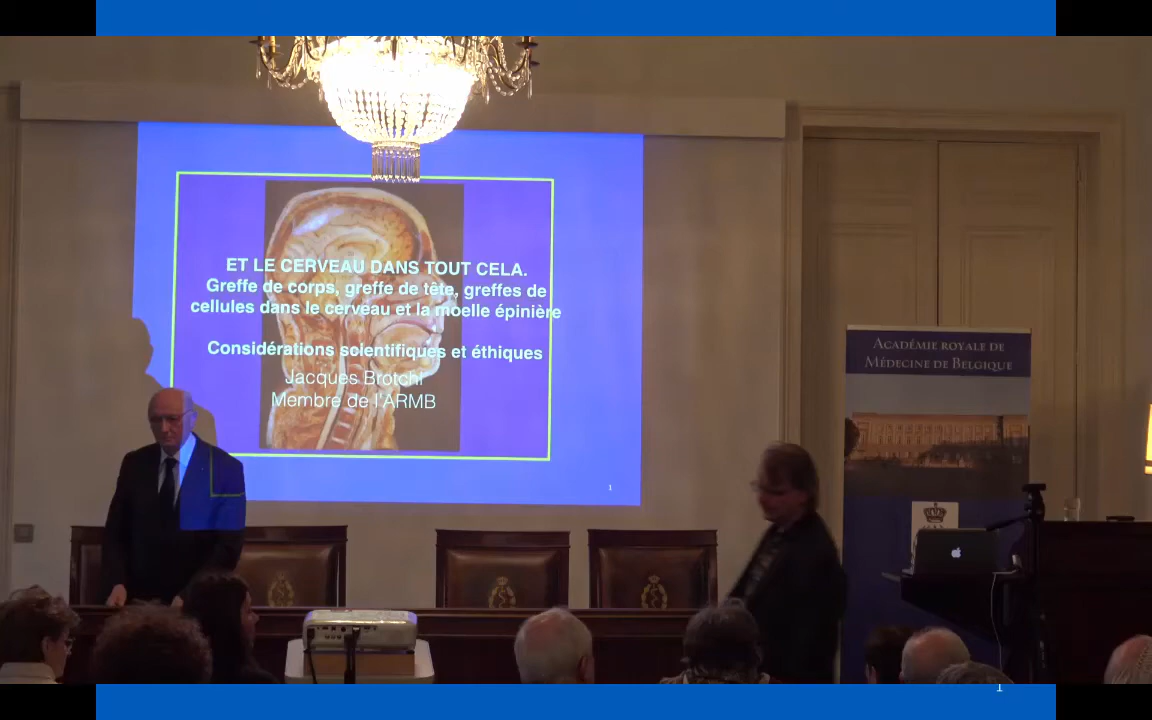 ET LE CERVEAU DANS TOUT CELA.
Greffe de corps, greffe de tête, greffes de
cellules dans le cerveau et la moelle épinière
Considérations scientifiques et éthiques
Jacques Brotchi
Membre de l'ARMB
1
ACADÉMIE ROYALE DE
MÉDECINE DE BELGIQUE
1